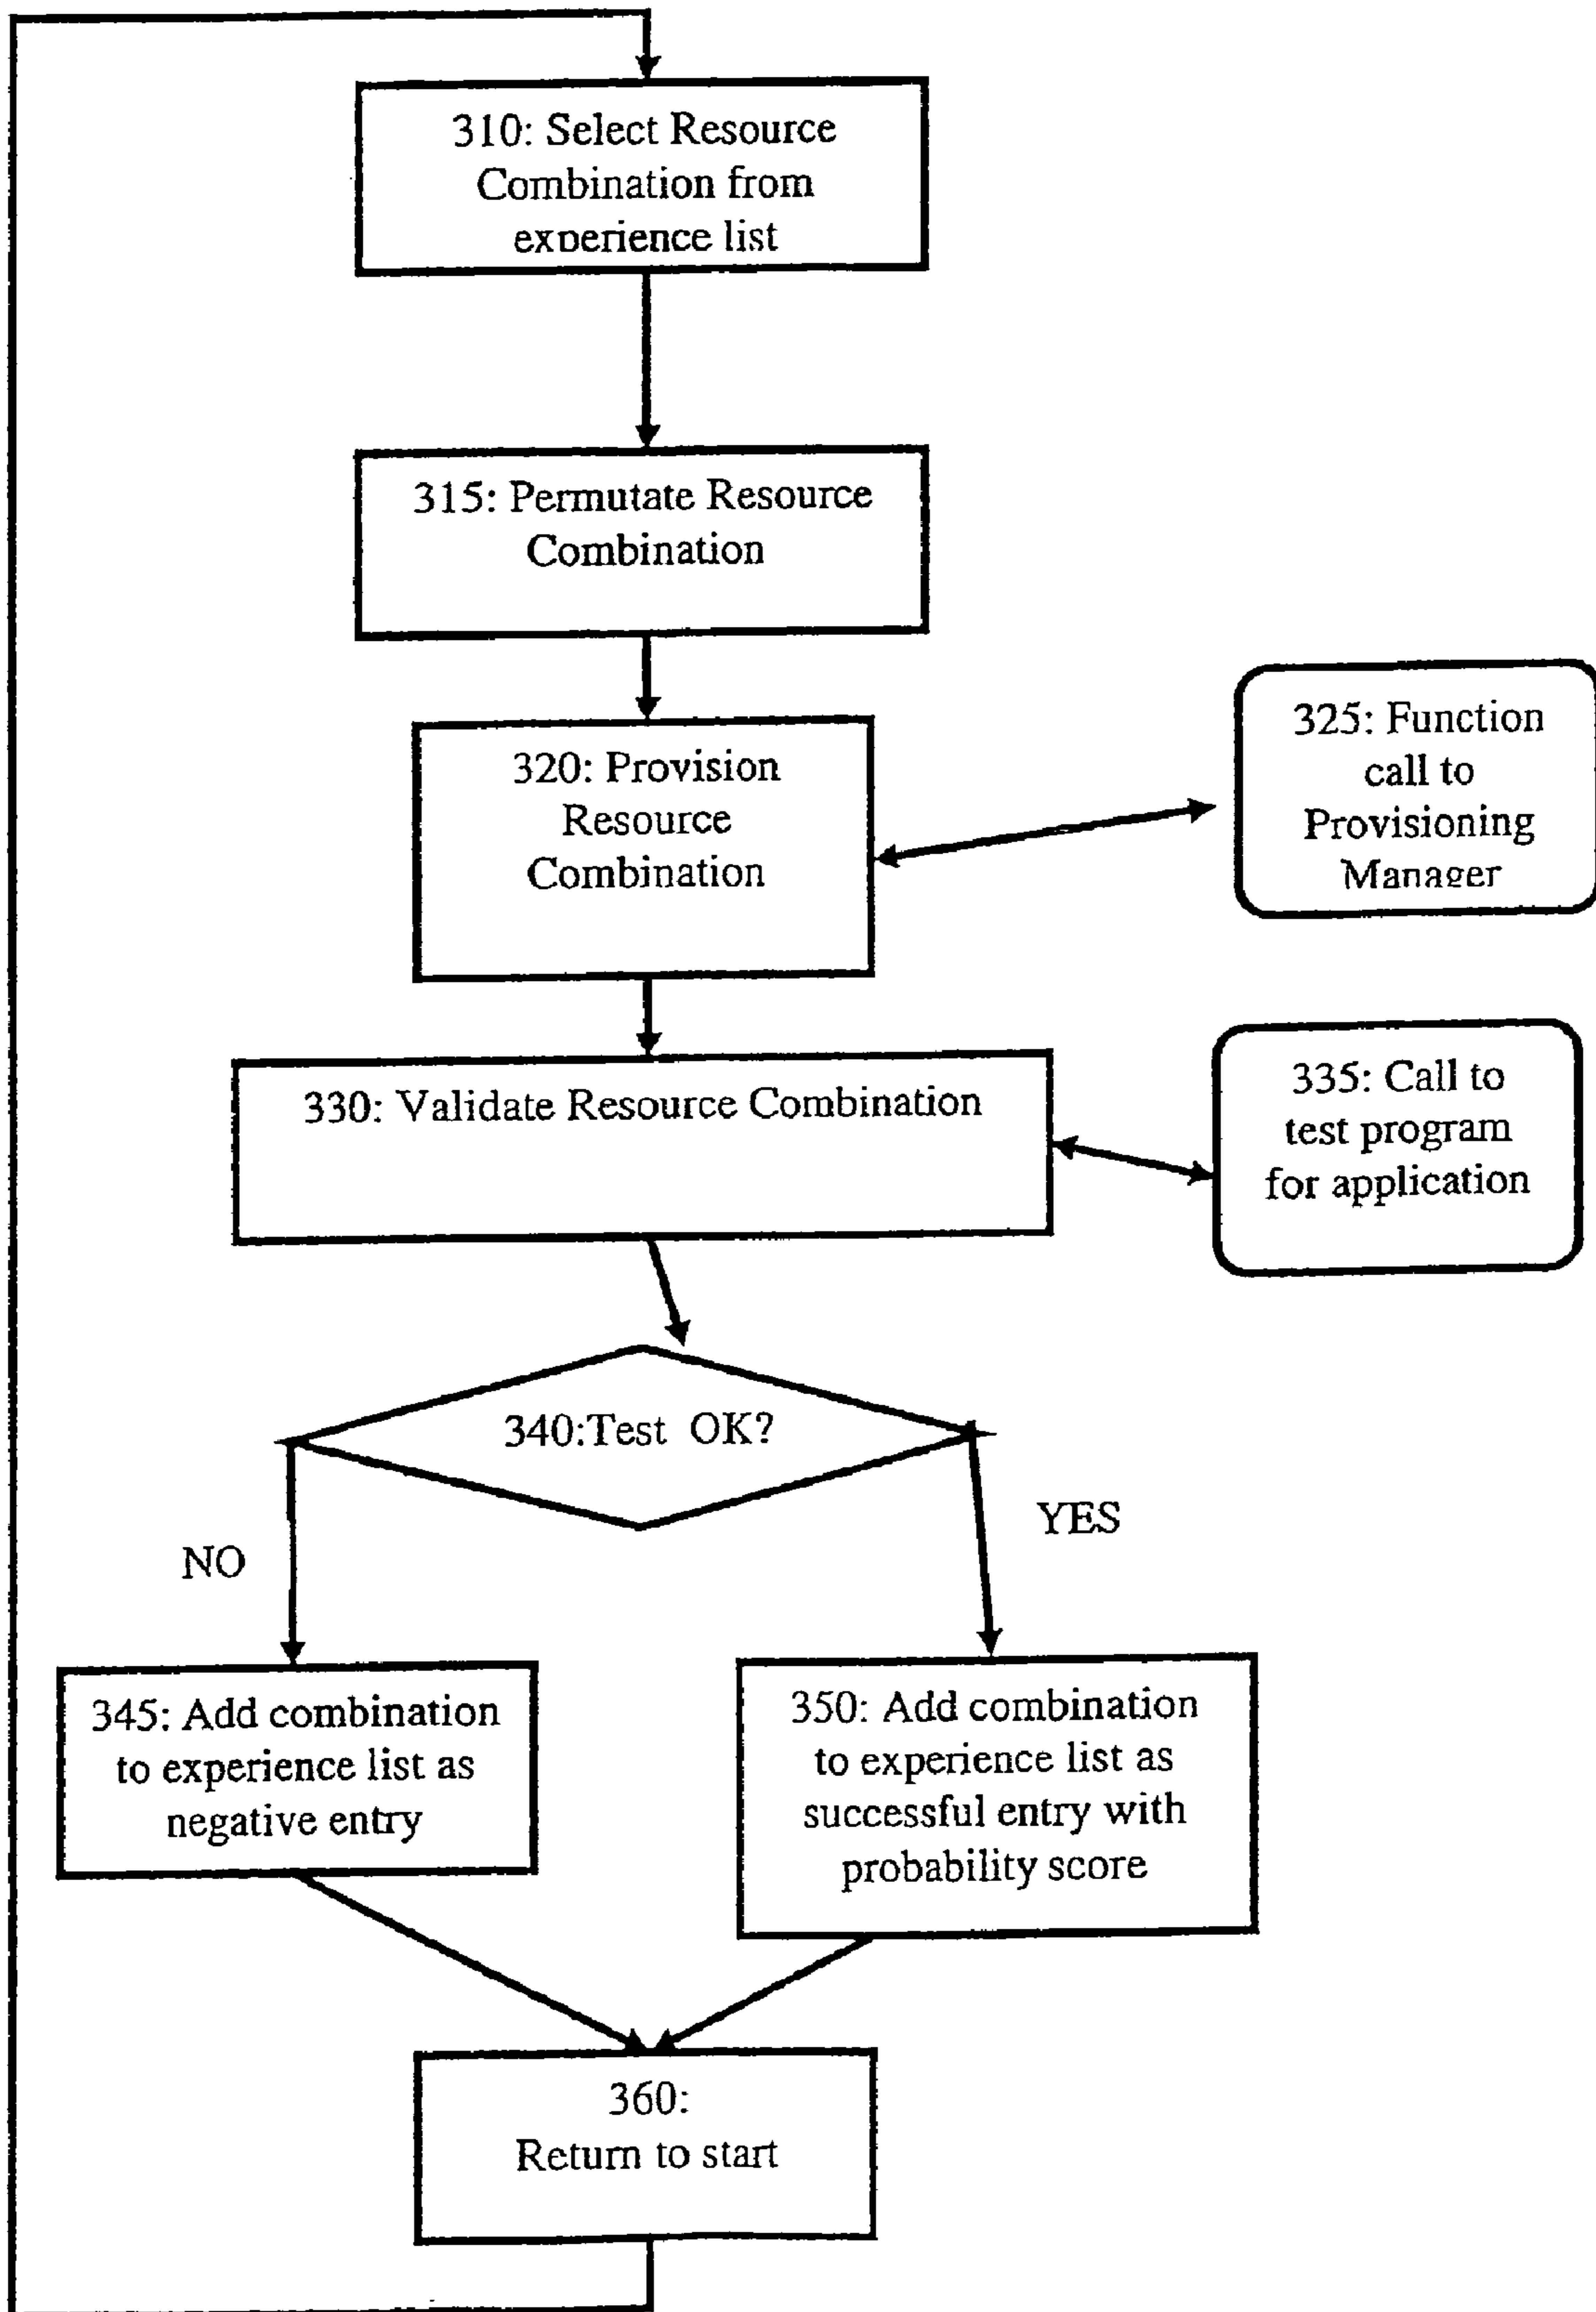 310: Select Resource
Combination from
experience list
315: Permutate Resource
Combination
320: Provision
Resource
Combination
325: Function
call to
Provisioning
Manager
330: Validate Resource Combination
335: Call to
test program
for application
340:Test OK?
NO
YES
345: Add combination
to experience list as
negative entry
350: Add combination
to experience list as
successful entry with
probability score
360:
Return to start